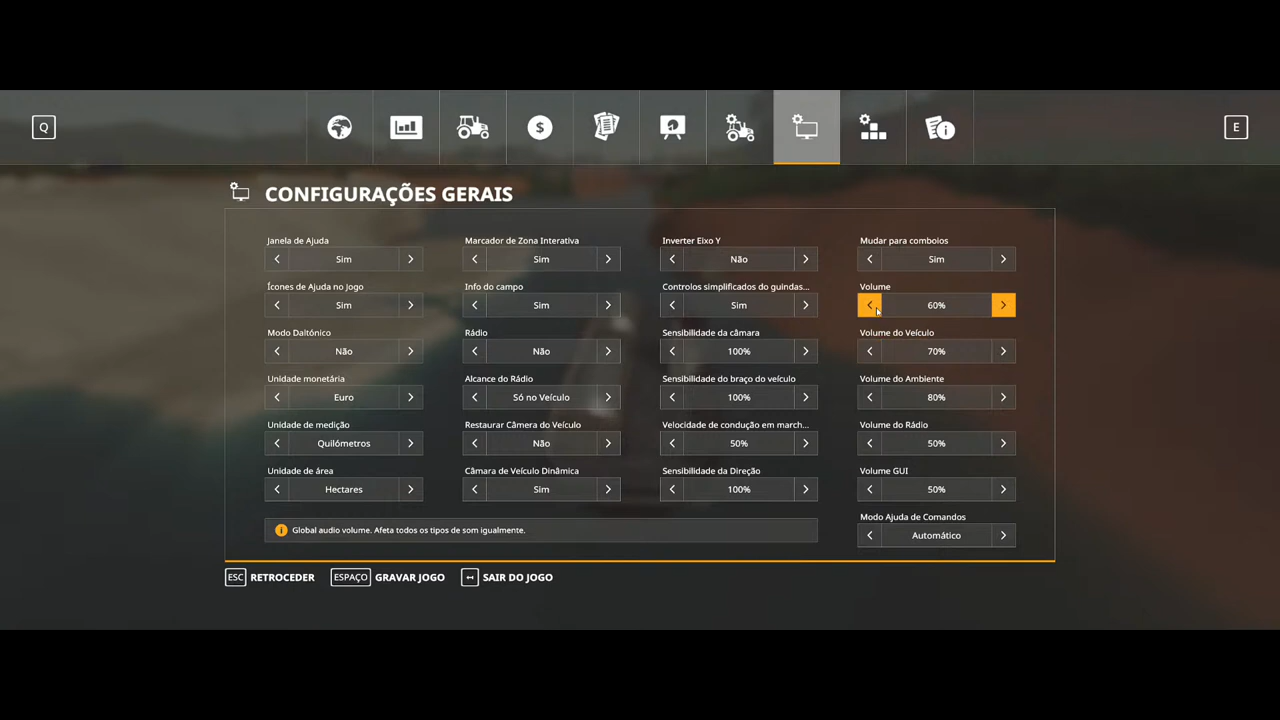 Q
$
E
CONFIGURAÇÕES GERAIS
Janela de Ajuda
Sim
Ícones de Ajuda no Jogo
Sim
Modo Daltónico
Não
Unidade monetária
Euro
Unidade de medição
Quilómetros
Unidade de área
Hectares
Marcador de Zona Interativa
Sim
Info do campo
Sim
Rádio
Não
Alcance do Rádio
Só no Veículo
Restaurar Câmera do Veículo
Não
Câmara de Veículo Dinâmica
Sim
Inverter Eixo Y
Não
Controlos simplificados do guindas...
Sim
Sensibilidade da câmara
100%
Sensibilidade do braço do veículo
100%
Velocidade de condução em march...
50%
Sensibilidade da Direção
100%
Mudar para comboios
Sim
Volume
60%
Volume do Veículo
70%
Volume do Ambiente
80%
Volume do Rádio
50%
Volume GUI
50%
Modo Ajuda de Comandos
Automático
Global audio volume. Afeta todos os tipos de som igualmente.
ESC RETROCEDER ESPAÇO GRAVAR JOGO SAIR DO JOGO